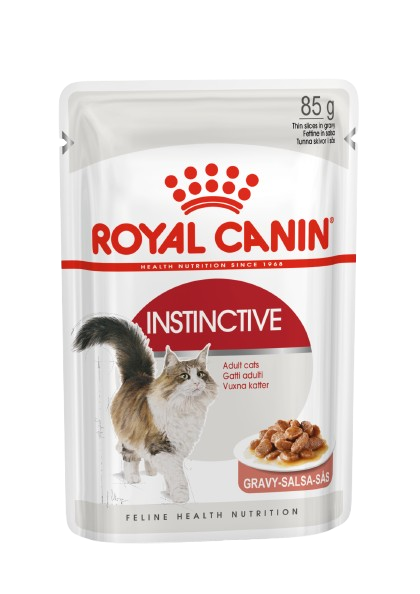 85 g
Thin slices in gravy
Fettine in salsa
Tunna skivor i sås
ROYAL CANIN®
HEALTH NUTRITION SINCE 1968
INSTINCTIVE
Adult cats
Gatti adulti
Vuxna katter
GRAVY-SALSA-SÅS
FELINE HEALTH NUTRITION